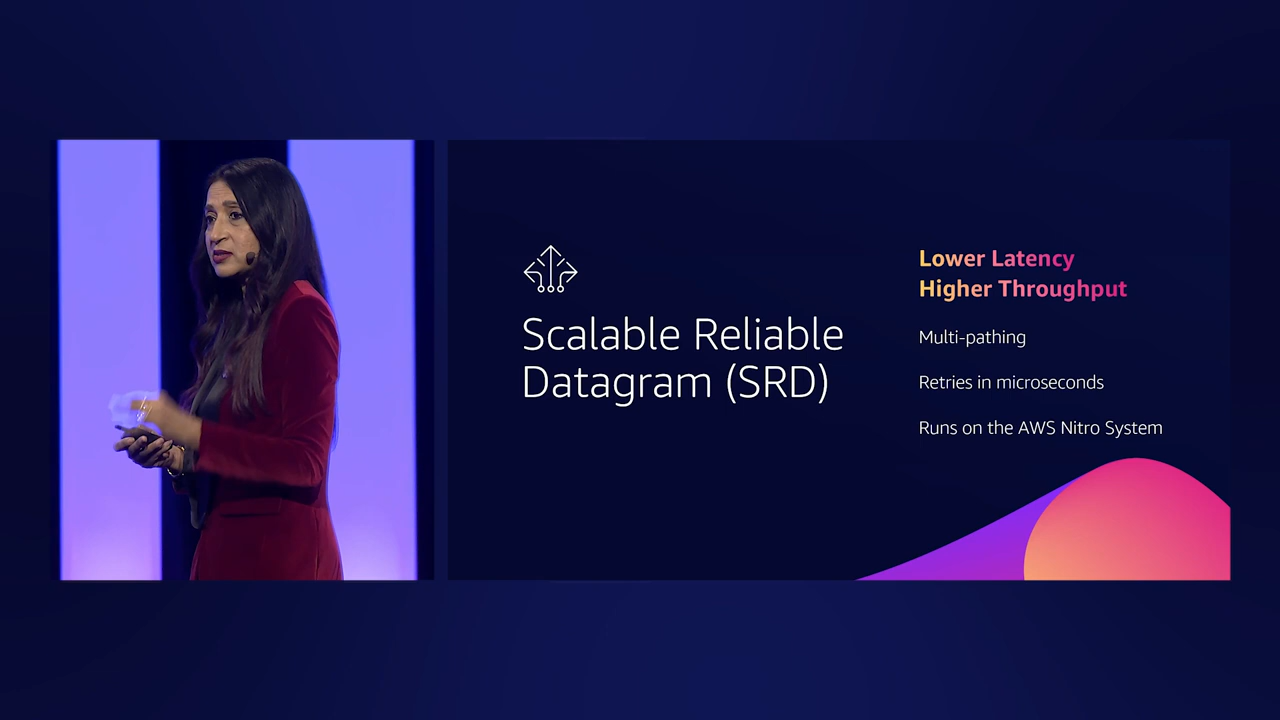 Scalable Reliable
Datagram (SRD)
Lower Latency
Higher Throughput
Multi-pathing
Retries in microseconds
Runs on the AWS Nitro System